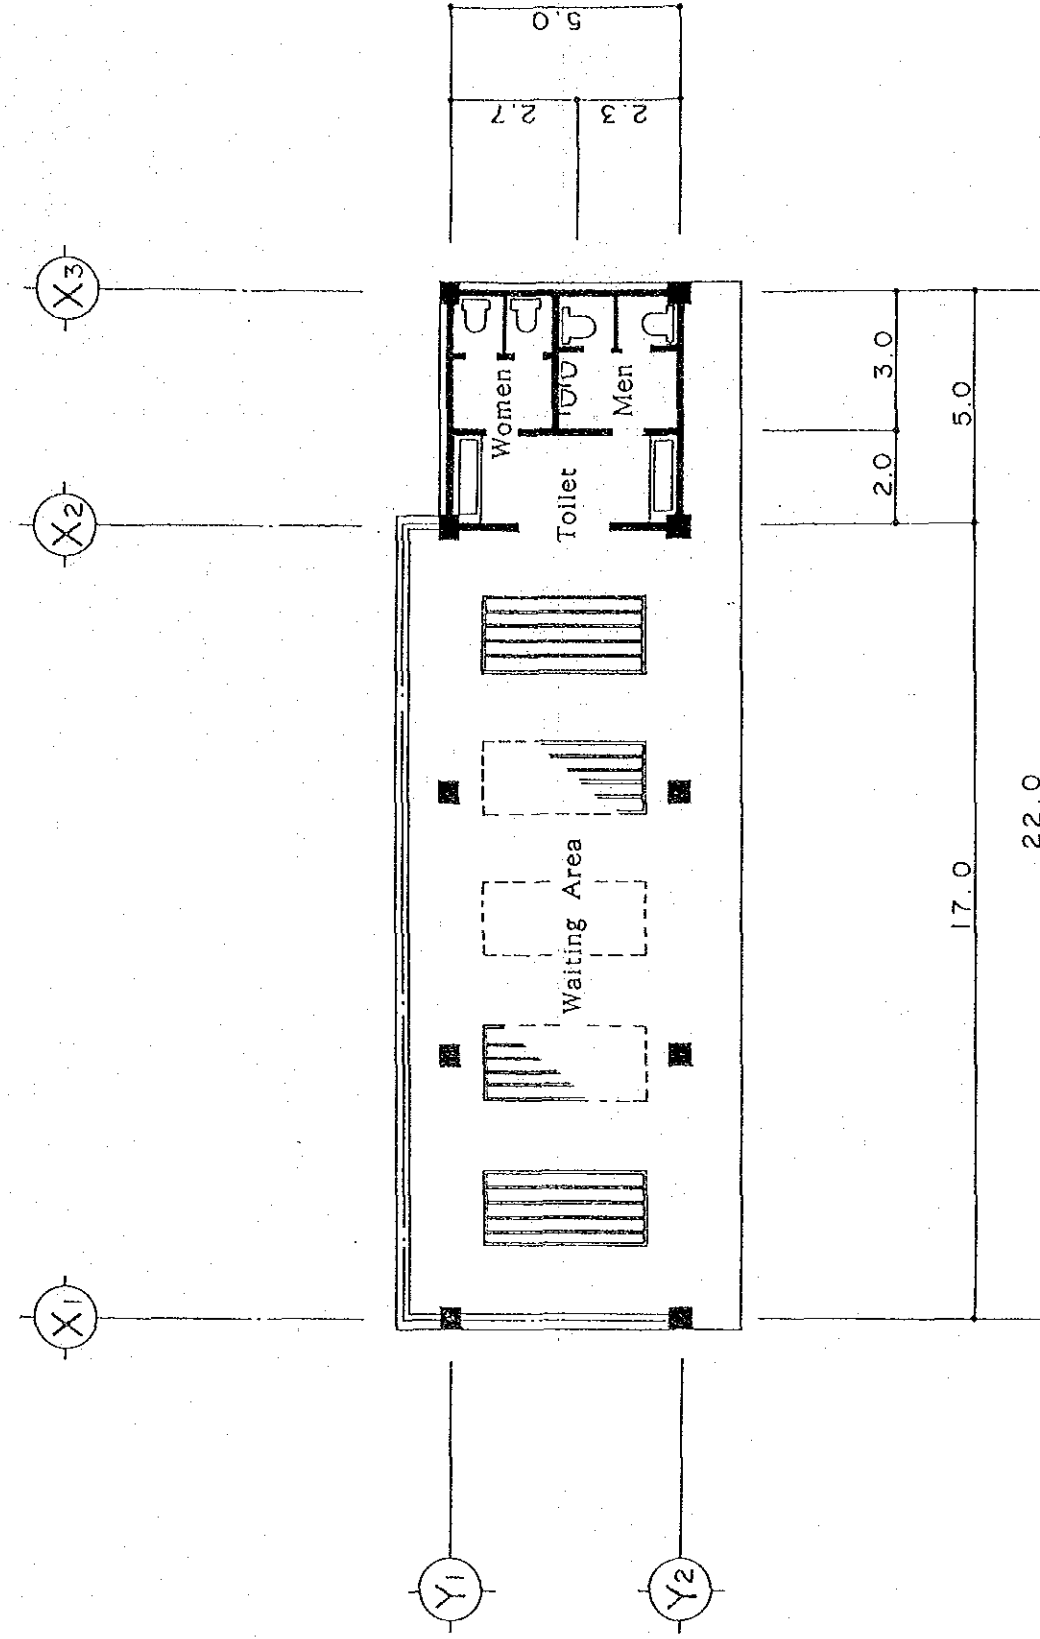 X1
X2
X3
Y1
Y2
5.0
2.7
2.3
Women
Men
Toilet
Waiting Area
3.0
2.0
5.0
17.0
22.0